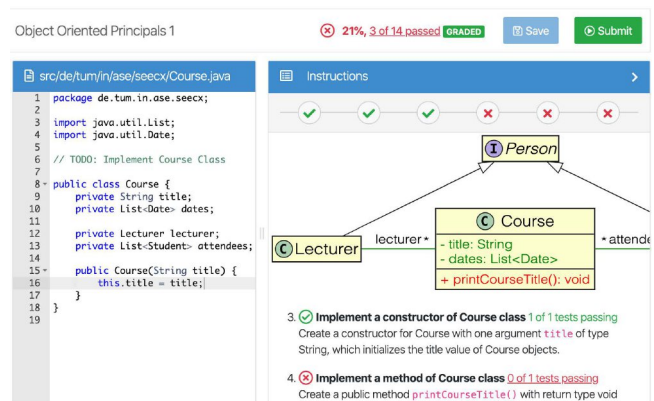 Object Oriented Principals 1
21%, 3 of 14 passed GRADED
Save
Submit
src/de/tum/in/ase/seecx/Course.java
1 package de.tum.in.ase.seecx;
2
3 import java.util.List;
4 import java.util.Date;
5
6 // TODO: Implement Course Class
7
8 public class Course {
9 private String title;
10 private List<Date> dates;
11
12 private Lecturer lecturer;
13 private List<Student> attendees;
14
15 public Course(String title) {
16 this.title = title;
17 }
18 }
19
Instructions
I Person
C Lecturer
lecturer *
C Course
- title: String
- dates: List<Date>
+ printCourseTitle(): void
* attende
3. Implement a constructor of Course class 1 of 1 tests passing
Create a constructor for Course with one argument title of type
String, which initializes the title value of Course objects.
4. Implement a method of Course class 0 of 1 tests passing
Create a public method printCourseTitle() with return type void